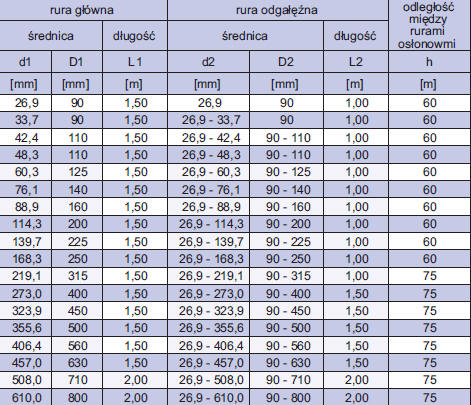 rura główna rura odgałęźna odległość między rurami osłonowmi
średnica długość średnica długość
d1 D1 L1 d2 D2 L2 h
[mm] [mm] [m] [mm] [mm] [m] [m]
26,9 90 1,50 26,9 90 1,00 60
33,7 90 1,50 26,9 - 33,7 90 1,00 60
42,4 110 1,50 26,9 - 42,4 90 - 110 1,00 60
48,3 110 1,50 26,9 - 48,3 90 - 110 1,00 60
60,3 125 1,50 26,9 - 60,3 90 - 125 1,00 60
76,1 140 1,50 26,9 - 76,1 90 - 140 1,00 60
88,9 160 1,50 26,9 - 88,9 90 - 160 1,00 60
114,3 200 1,50 26,9 - 114,3 90 - 200 1,00 60
139,7 225 1,50 26,9 - 139,7 90 - 225 1,00 60
168,3 250 1,50 26,9 - 168,3 90 - 250 1,00 60
219,1 315 1,50 26,9 - 219,1 90 - 315 1,00 75
273,0 400 1,50 26,9 - 273,0 90 - 400 1,50 75
323,9 450 1,50 26,9 - 323,9 90 - 450 1,50 75
355,6 500 1,50 26,9 - 355,6 90 - 500 1,50 75
406,4 560 1,50 26,9 - 406,4 90 - 560 1,50 75
457,0 630 1,50 26,9 - 457,0 90 - 630 1,50 75
508,0 710 2,00 26,9 - 508,0 90 - 710 2,00 75
610,0 800 2,00 26,9 - 610,0 90 - 800 2,00 75